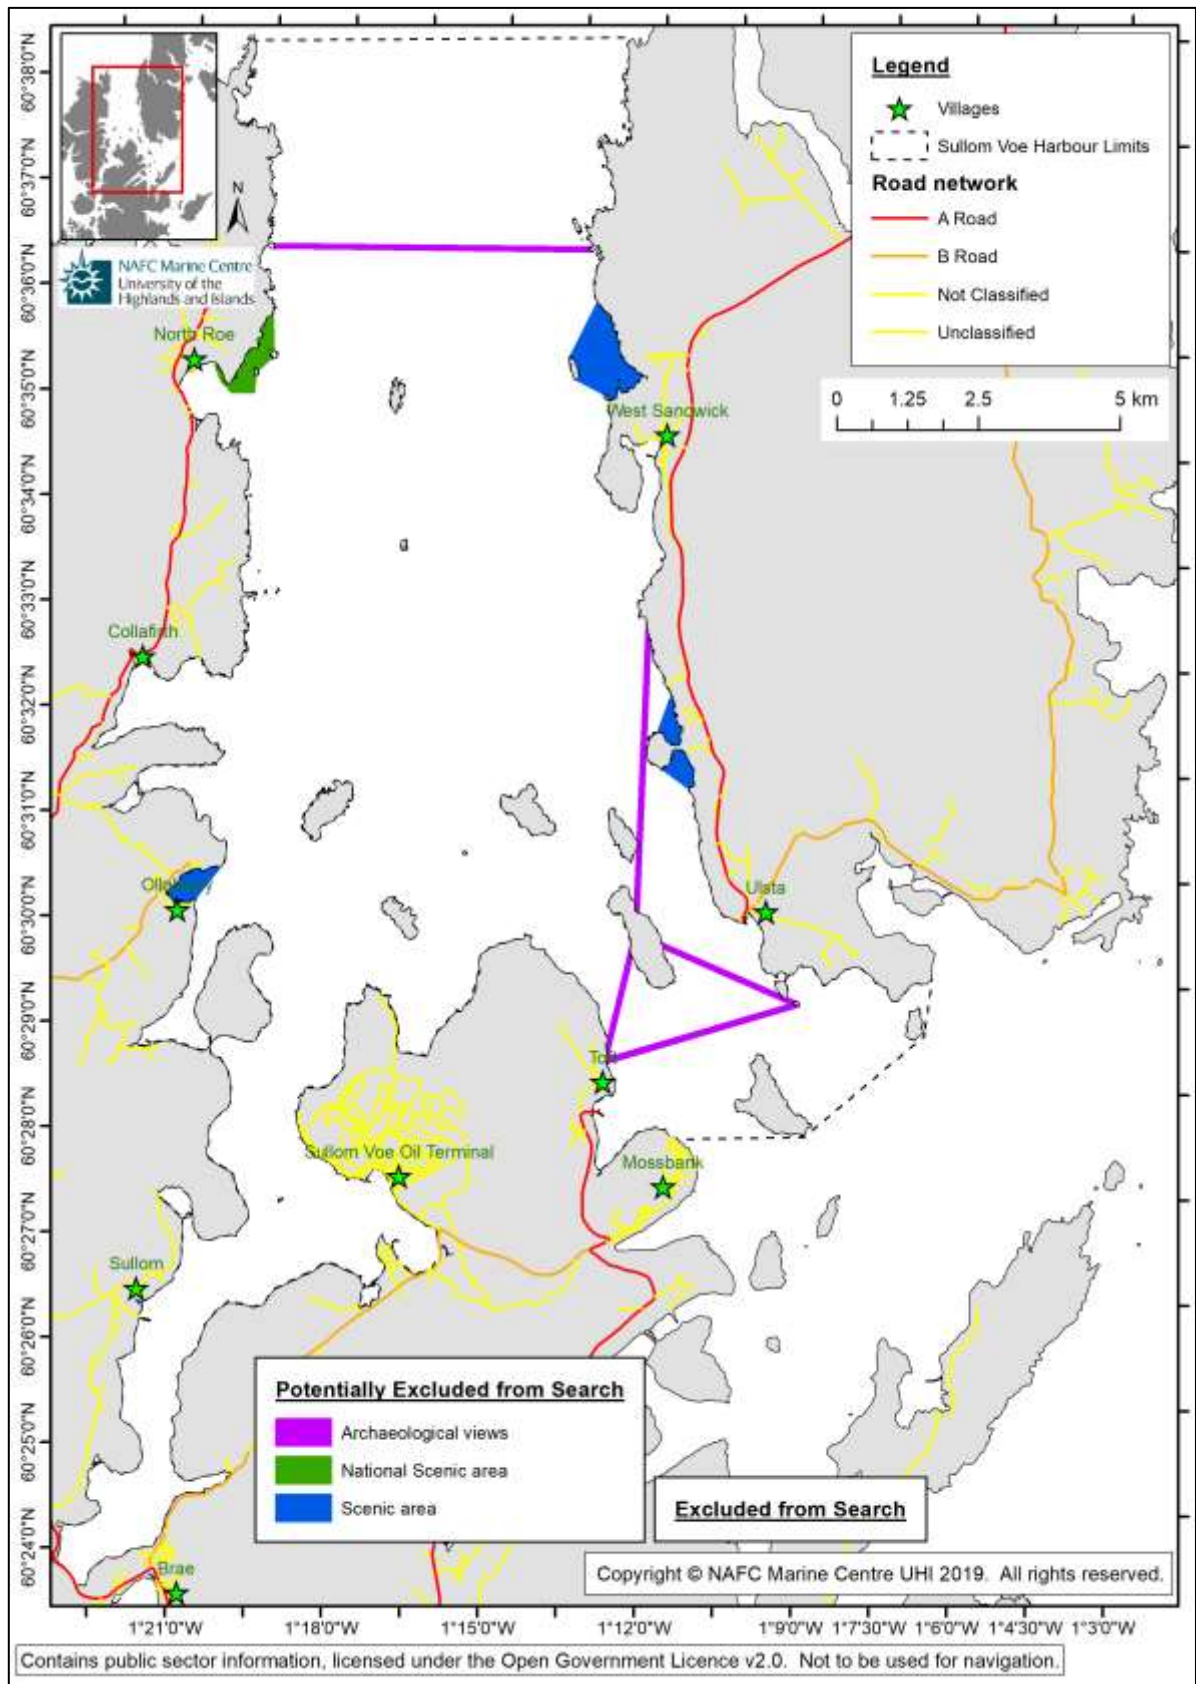 Legend
Villages
Sullom Voe Harbour Limits
Road network
A Road
B Road
Not Classified
Unclassified
0 1.25 2.5 5 km
N
NAFC Marine Centre
University of the
Highlands and Islands
North Roe
West Sandwick
Collafirth
Ulsta
Toft
Sullom Voe Oil Terminal
Mossbank
Sullom
Brae
60°38'0"N
60°37'0"N
60°36'0"N
60°35'0"N
60°34'0"N
60°33'0"N
60°32'0"N
60°31'0"N
60°30'0"N
60°29'0"N
60°28'0"N
60°27'0"N
60°26'0"N
60°25'0"N
60°24'0"N
Potentially Excluded from Search
Archaeological views
National Scenic area
Scenic area
Excluded from Search
Copyright © NAFC Marine Centre UHI 2019. All rights reserved.
1°21'0"W 1°18'0"W 1°15'0"W 1°12'0"W 1°9'0"W 1°7'30"W 1°6'0"W 1°4'30"W 1°3'0"W
Contains public sector information, licensed under the Open Government Licence v2.0. Not to be used for navigation.